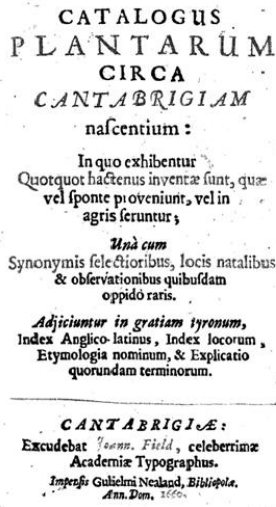 CATALOGUS
PLANTARUM
CIRCA
CANTABRIGIAM
naſcentium:
In quo exhibentur
Quotquot hactenus inventæ ſunt, quæ
vel ſponte proveniunt, vel in
agris ſeruntur;
Unà cum
Synonymis ſelectioribus, locis natalibus
& obſervationibus quibuſdam
oppidò raris.
Adjiciuntur in gratiam tyronum,
Index Anglico-latinus, Index locorum,
Etymologia nominum, & Explicatio
quorundam terminorum.
CANTABRIGIÆ:
Excudebat Joann. Field, celeberrimæ
Academiæ Typographus.
Impenſis Gulielmi Nealand, Bibliopolæ.
Ann. Dom. 1660.